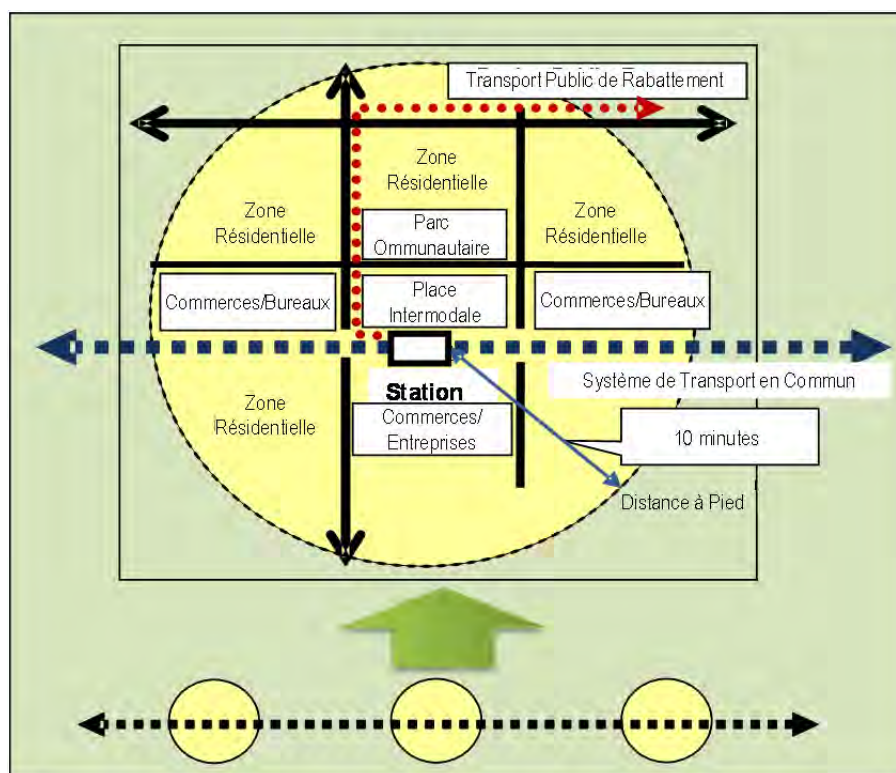 Transport Public de Rabattement
Zone
Résidentielle
Zone
Résidentielle
Zone
Résidentielle
Parc
Ommunautaire
Commerces/Bureaux
Place
Intermodale
Commerces/Bureaux
Système de Transport en Commun
Station
Zone
Résidentielle
Commerces/
Entreprises
10 minutes
Distance à Pied